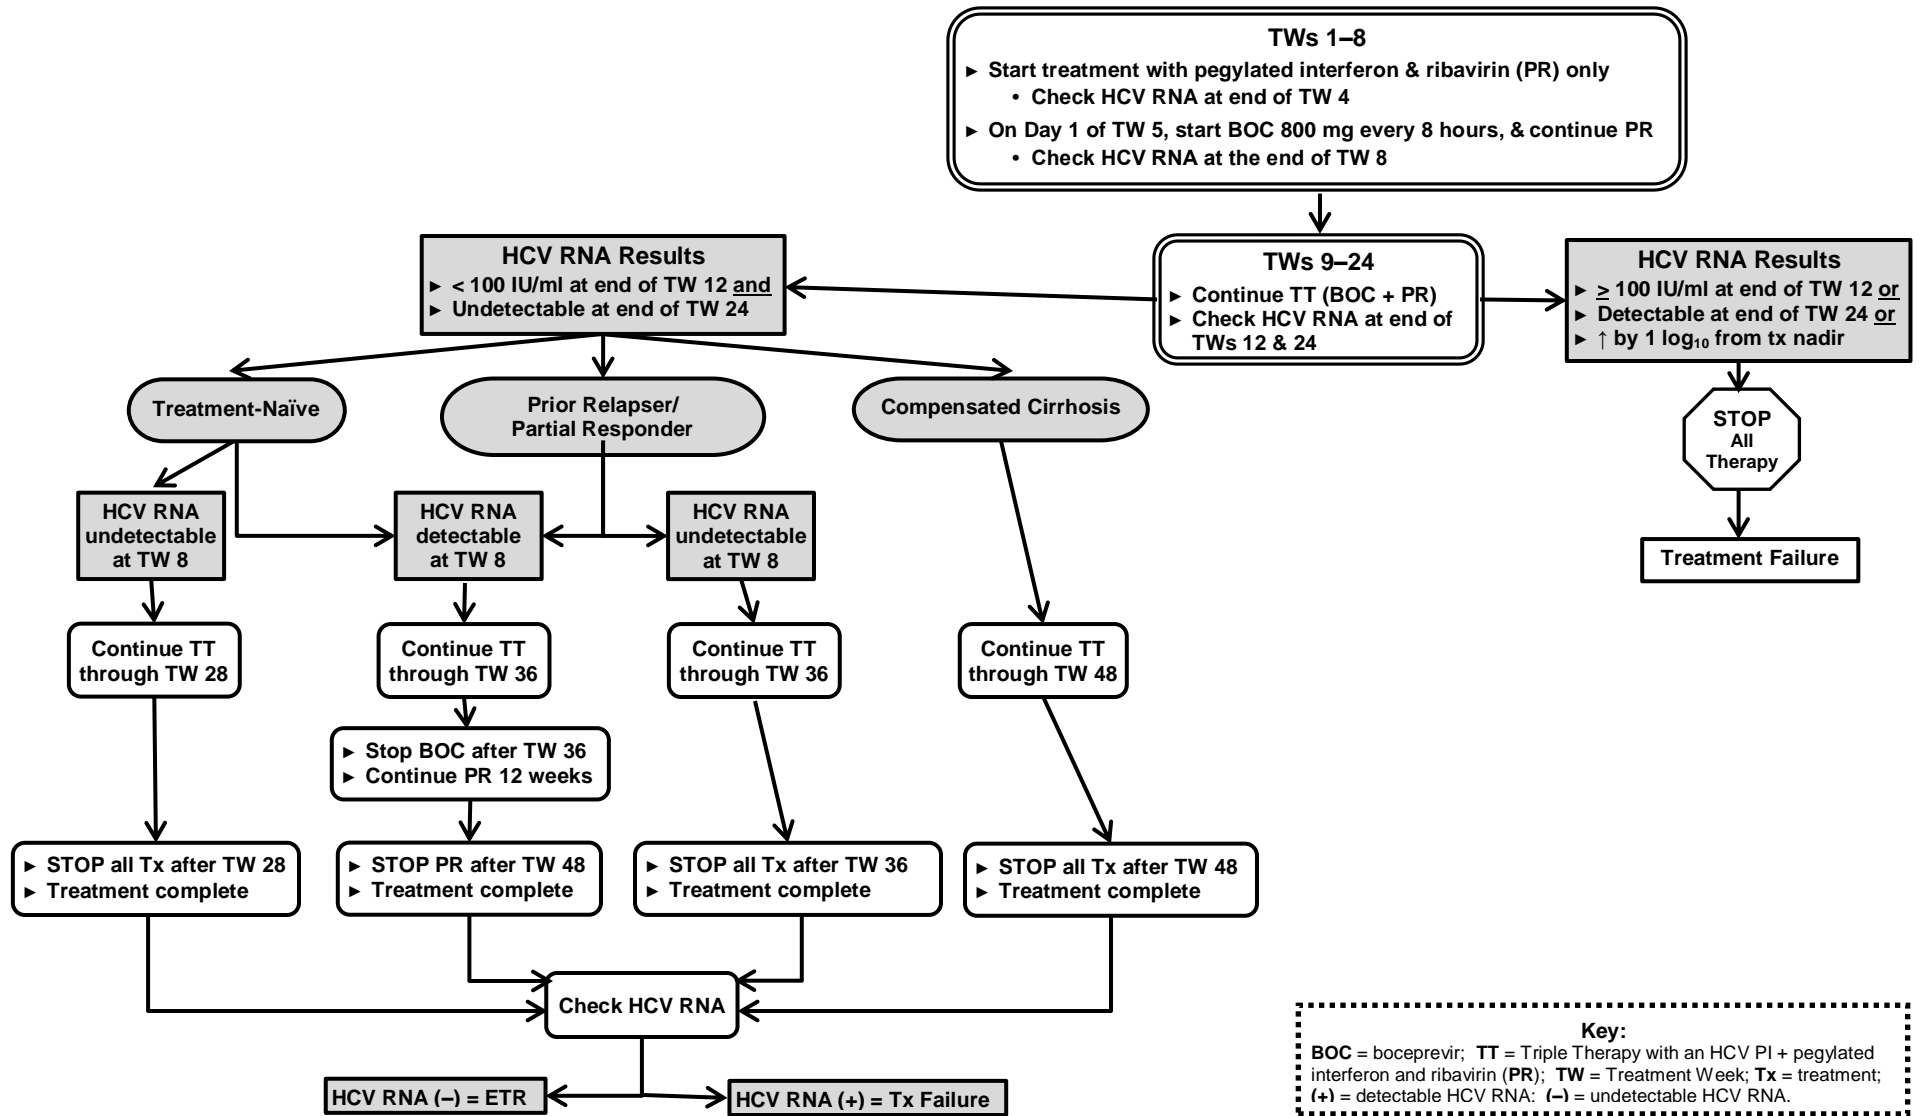 TWs 1–8
► Start treatment with pegylated interferon & ribavirin (PR) only
• Check HCV RNA at end of TW 4
► On Day 1 of TW 5, start BOC 800 mg every 8 hours, & continue PR
• Check HCV RNA at the end of TW 8
HCV RNA Results
► < 100 IU/ml at end of TW 12 and
► Undetectable at end of TW 24
TWs 9–24
► Continue TT (BOC + PR)
► Check HCV RNA at end of
TWs 12 & 24
HCV RNA Results
► ≥ 100 IU/ml at end of TW 12 or
► Detectable at end of TW 24 or
► ↑ by 1 log₁₀ from tx nadir
Treatment-Naïve
Prior Relapser/
Partial Responder
Compensated Cirrhosis
STOP
All
Therapy
HCV RNA
undetectable
at TW 8
HCV RNA
detectable
at TW 8
HCV RNA
undetectable
at TW 8
Treatment Failure
Continue TT
through TW 28
Continue TT
through TW 36
Continue TT
through TW 36
Continue TT
through TW 48
► Stop BOC after TW 36
► Continue PR 12 weeks
► STOP all Tx after TW 28
► Treatment complete
► STOP PR after TW 48
► Treatment complete
► STOP all Tx after TW 36
► Treatment complete
► STOP all Tx after TW 48
► Treatment complete
Check HCV RNA
HCV RNA (–) = ETR
HCV RNA (+) = Tx Failure
Key:
BOC = boceprevir; TT = Triple Therapy with an HCV PI + pegylated
interferon and ribavirin (PR); TW = Treatment Week; Tx = treatment;
(+) = detectable HCV RNA; (–) = undetectable HCV RNA.